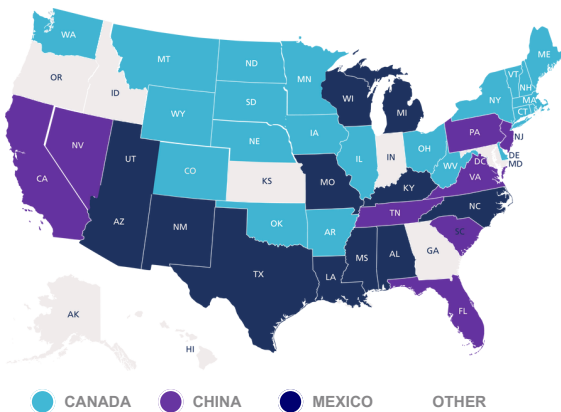 WA
MT
ND
MN
ME
OR
ID
WY
SD
WI
MI
VT
NH
MA
NY
CT
NV
UT
NE
IA
PA
NJ
CA
CO
KS
MO
IL
IN
OH
WV
DC
DE
MD
VA
AZ
NM
OK
AR
KY
TN
NC
SC
TX
LA
MS
AL
GA
FL
AK
HI
CANADA CHINA MEXICO OTHER